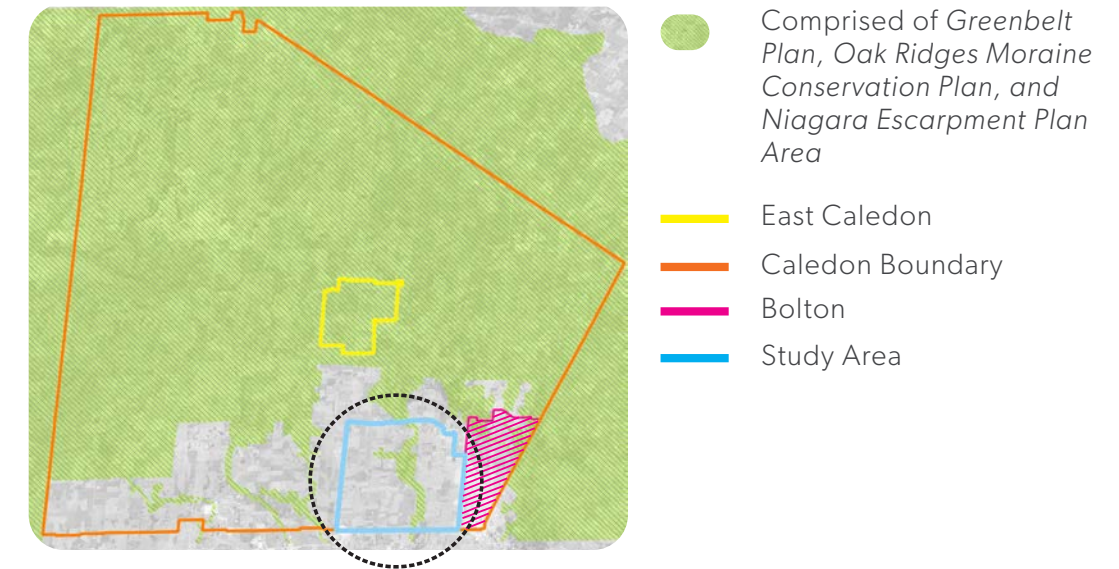 Comprised of Greenbelt
Plan, Oak Ridges Moraine
Conservation Plan, and
Niagara Escarpment Plan
Area
East Caledon
Caledon Boundary
Bolton
Study Area